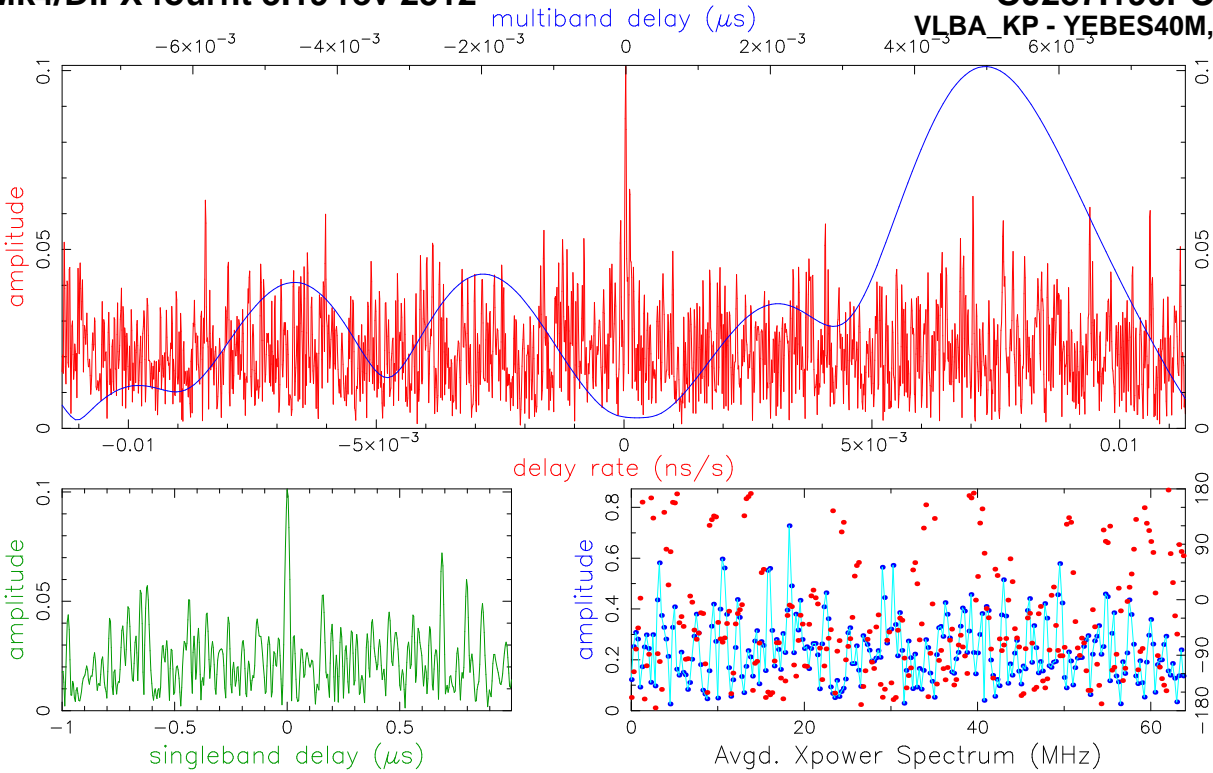 multiband delay (μs)
VLBA_KP - YEBES40M,
−6×10⁻³ −4×10⁻³ −2×10⁻³ 0 2×10⁻³ 4×10⁻³ 6×10⁻³
0.1 0.1
0.05 0.05
0 0
amplitude
−0.01 −5×10⁻³ 0 5×10⁻³ 0.01
delay rate (ns/s)
0.1 0.05 0
amplitude
−1 −0.5 0 0.5
singleband delay (μs)
0.8 0.6 0.4 0.2 0
amplitude
180 90 0 −90 −180
0 20 40 60
Avgd. Xpower Spectrum (MHz)